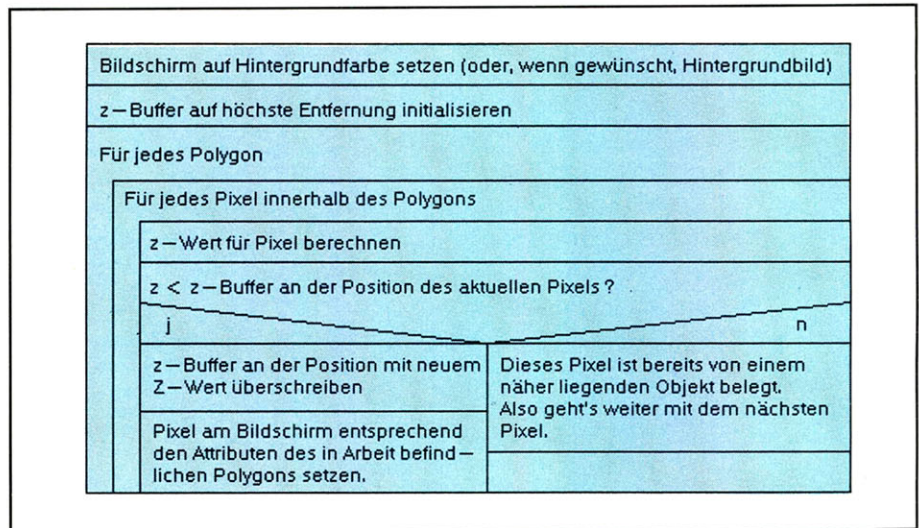 Bildschirm auf Hintergrundfarbe setzen (oder, wenn gewünscht, Hintergrundbild)
z—Buffer auf höchste Entfernung initialisieren
Für jedes Polygon
Für jedes Pixel innerhalb des Polygons
z—Wert für Pixel berechnen
z < z—Buffer an der Position des aktuellen Pixels ?
j
n
z—Buffer an der Position mit neuem
Z—Wert überschreiben
Pixel am Bildschirm entsprechend
den Attributen des in Arbeit befind—
lichen Polygons setzen.
Dieses Pixel ist bereits von einem
näher liegenden Objekt belegt.
Also geht's weiter mit dem nächsten
Pixel.